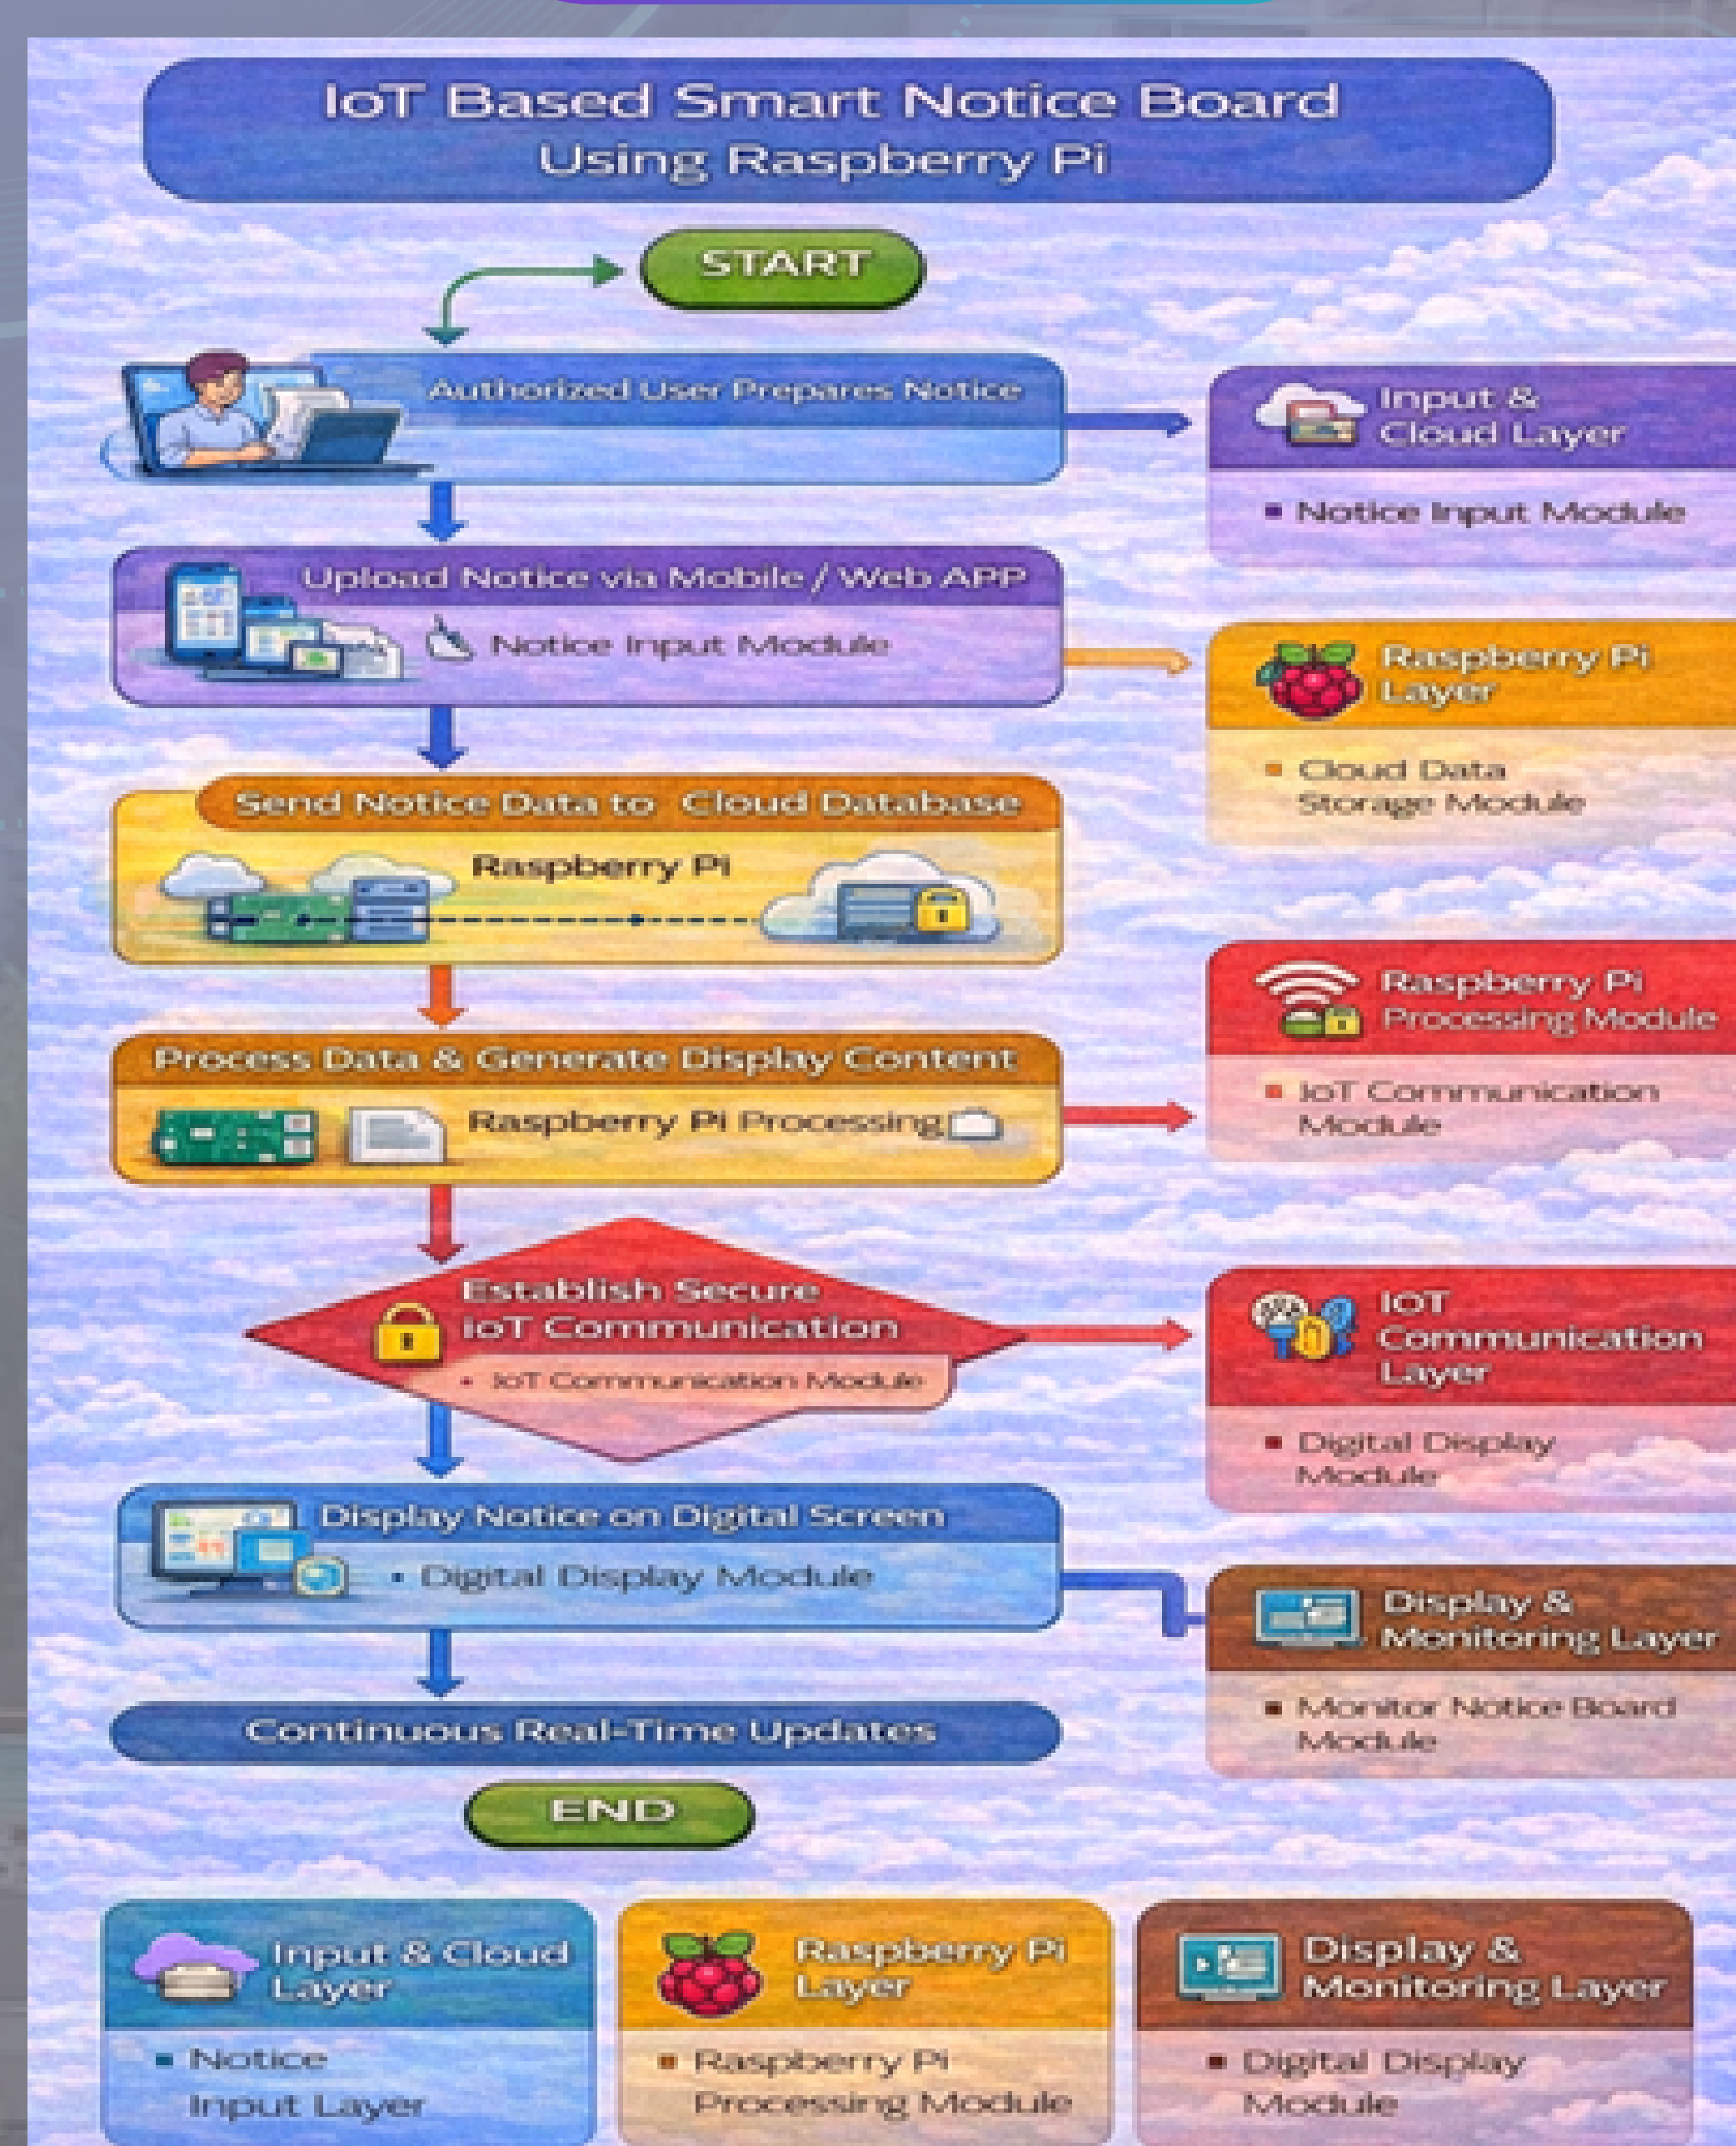 IoT Based Smart Notice Board
Using Raspberry Pi
START
Authorized User Prepares Notice
Input &
Cloud Layer
▪ Notice Input Module
Upload Notice via Mobile / Web APP
Notice Input Module
Raspberry Pi
Layer
▪ Cloud Data
Storage Module
Send Notice Data to Cloud Database
Raspberry Pi
Raspberry Pi
Processing Module
▪ IoT Communication
Module
Process Data & Generate Display Content
Raspberry Pi Processing
Establish Secure
IoT Communication
• IoT Communication Module
IOT
Communication
Layer
▪ Digital Display
Module
Display Notice on Digital Screen
• Digital Display Module
Display &
Monitoring Layer
▪ Monitor Notice Board
Module
Continuous Real-Time Updates
END
Input & Cloud
Layer
▪ Notice
Input Layer
Raspberry Pi
Layer
▪ Raspberry Pi
Processing Module
Display &
Monitoring Layer
▪ Digital Display
Module